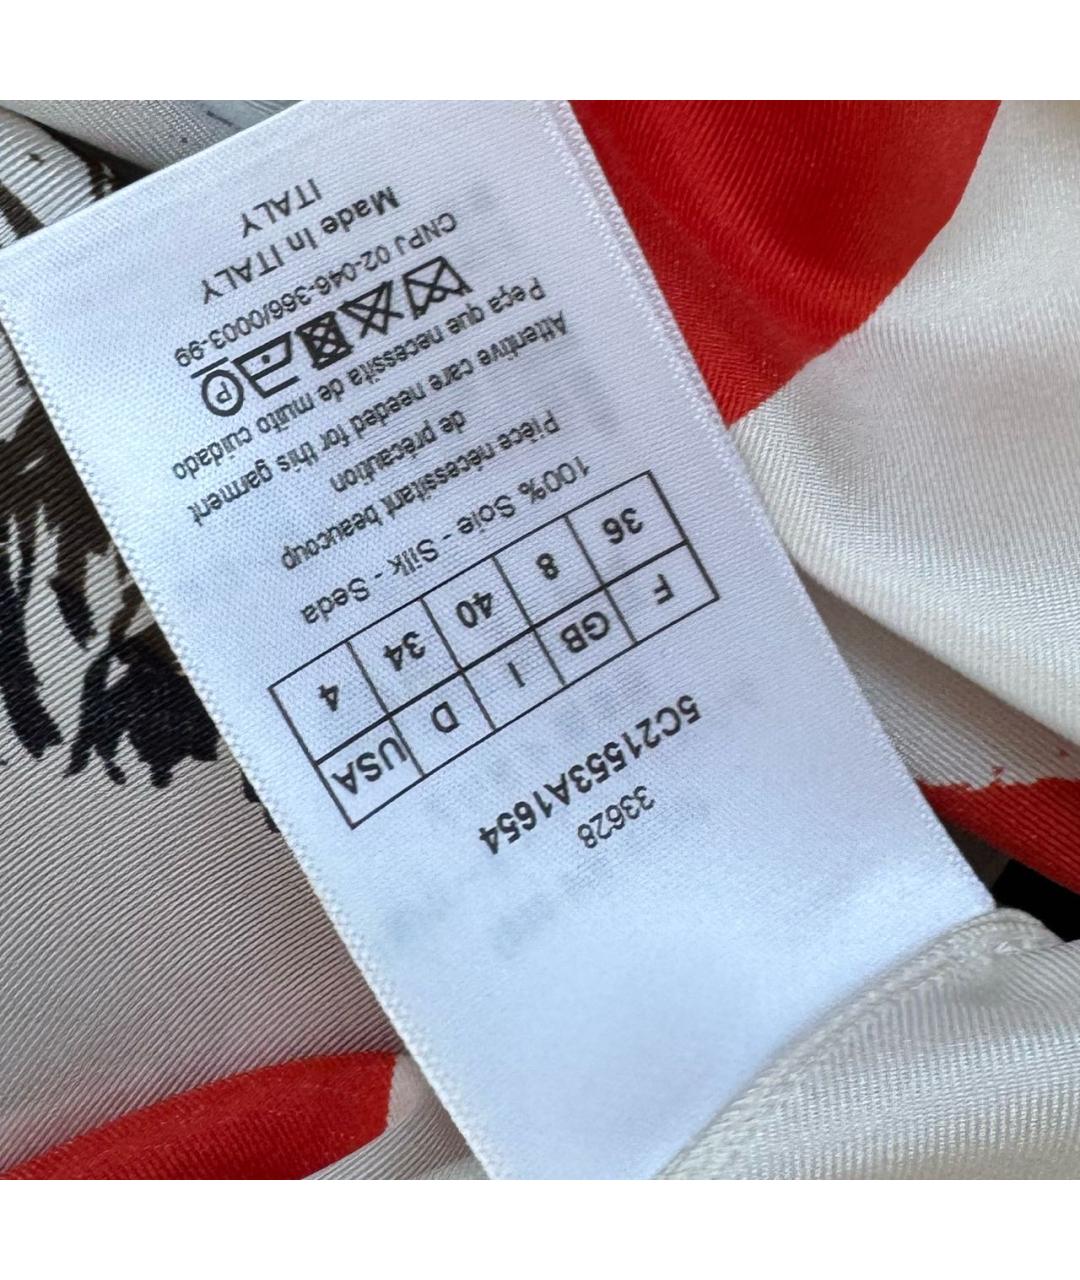 33628
5C21553A1654
F GB I D USA
36 8 40 34 4
100% Soie - Silk - Seda
Pièce nécessitant beaucoup
de précaution
Attentive care needed for this garment
Peça que necessita de muito cuidado
P
CNPJ 02-046-366/0003-99
Made In ITALY
ITALY